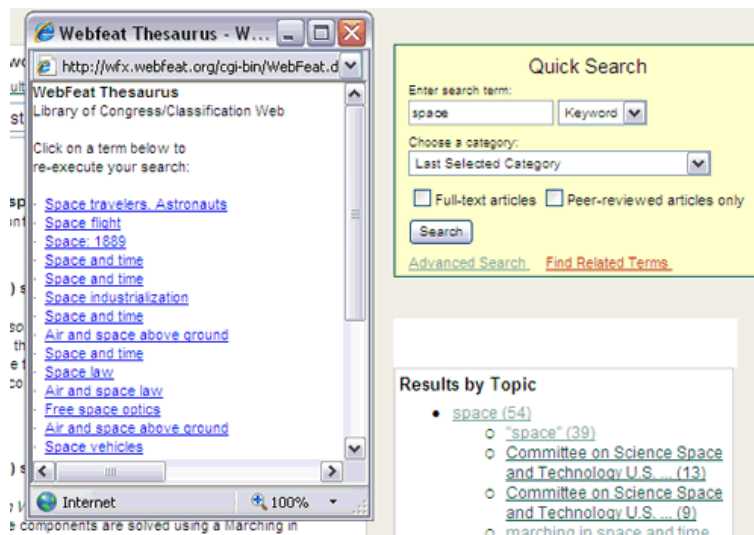 Webfeat Thesaurus - W...
http://wfx.webfeat.org/cgi-bin/WebFeat.d
WebFeat Thesaurus
Library of Congress/Classification Web
Click on a term below to
re-execute your search:
· Space travelers. Astronauts
· Space flight
· Space: 1889
· Space and time
· Space and time
· Space industrialization
· Space and time
· Air and space above ground
· Space and time
· Space law
· Air and space law
· Free space optics
· Air and space above ground
· Space vehicles
Internet
100%
components are solved using a Marching in
Quick Search
Enter search term:
space
Keyword
Choose a category:
Last Selected Category
Full-text articles
Peer-reviewed articles only
Search
Advanced Search
Find Related Terms
Results by Topic
• space (54)
o "space" (39)
o Committee on Science Space
and Technology U.S. ... (13)
o Committee on Science Space
and Technology U.S. ... (9)
o marching in space and time